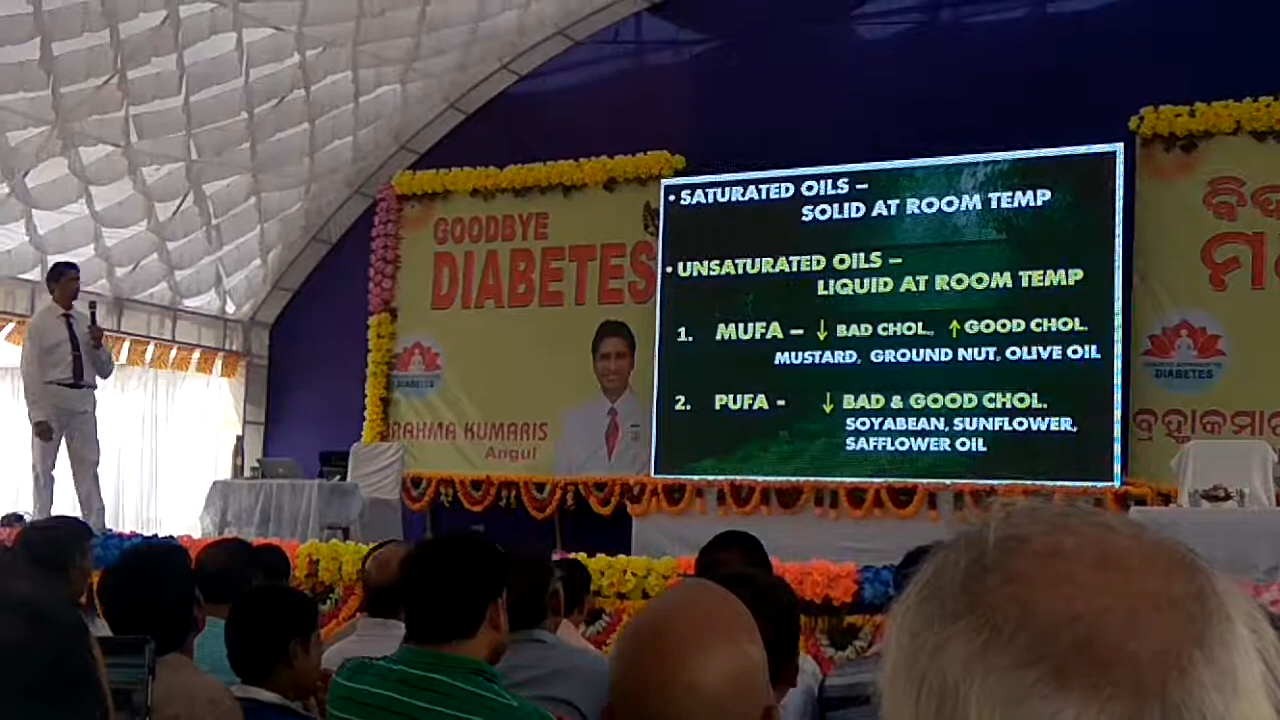 GOODBYE
DIABETES
RAHMA KUMARIS
Angul
DIABETES
• SATURATED OILS –
SOLID AT ROOM TEMP
• UNSATURATED OILS –
LIQUID AT ROOM TEMP
1. MUFA – ↓ BAD CHOL, ↑ GOOD CHOL.
MUSTARD, GROUND NUT, OLIVE OIL
2. PUFA - ↓ BAD & GOOD CHOL.
SOYABEAN, SUNFLOWER,
SAFFLOWER OIL
DIABETES
ବ୍ରହ୍ମାକୁମାରୀ